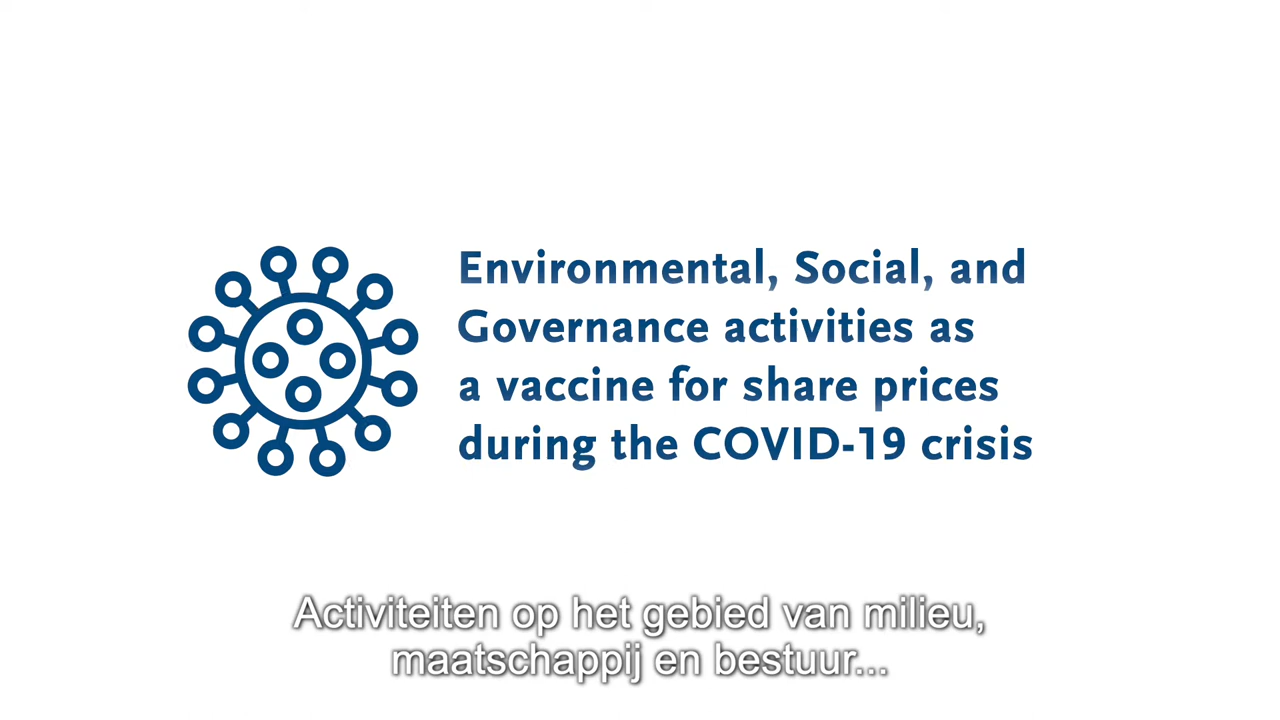 Environmental, Social, and
Governance activities as
a vaccine for share prices
during the COVID-19 crisis
Activiteiten op het gebied van milieu,
maatschappij en bestuur...